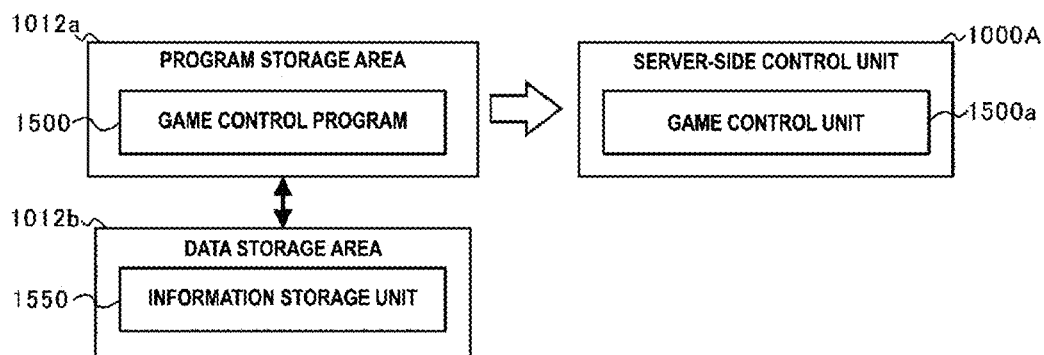 1012a
PROGRAM STORAGE AREA
1500
GAME CONTROL PROGRAM
1000A
SERVER-SIDE CONTROL UNIT
GAME CONTROL UNIT
1500a
1012b
DATA STORAGE AREA
1550
INFORMATION STORAGE UNIT